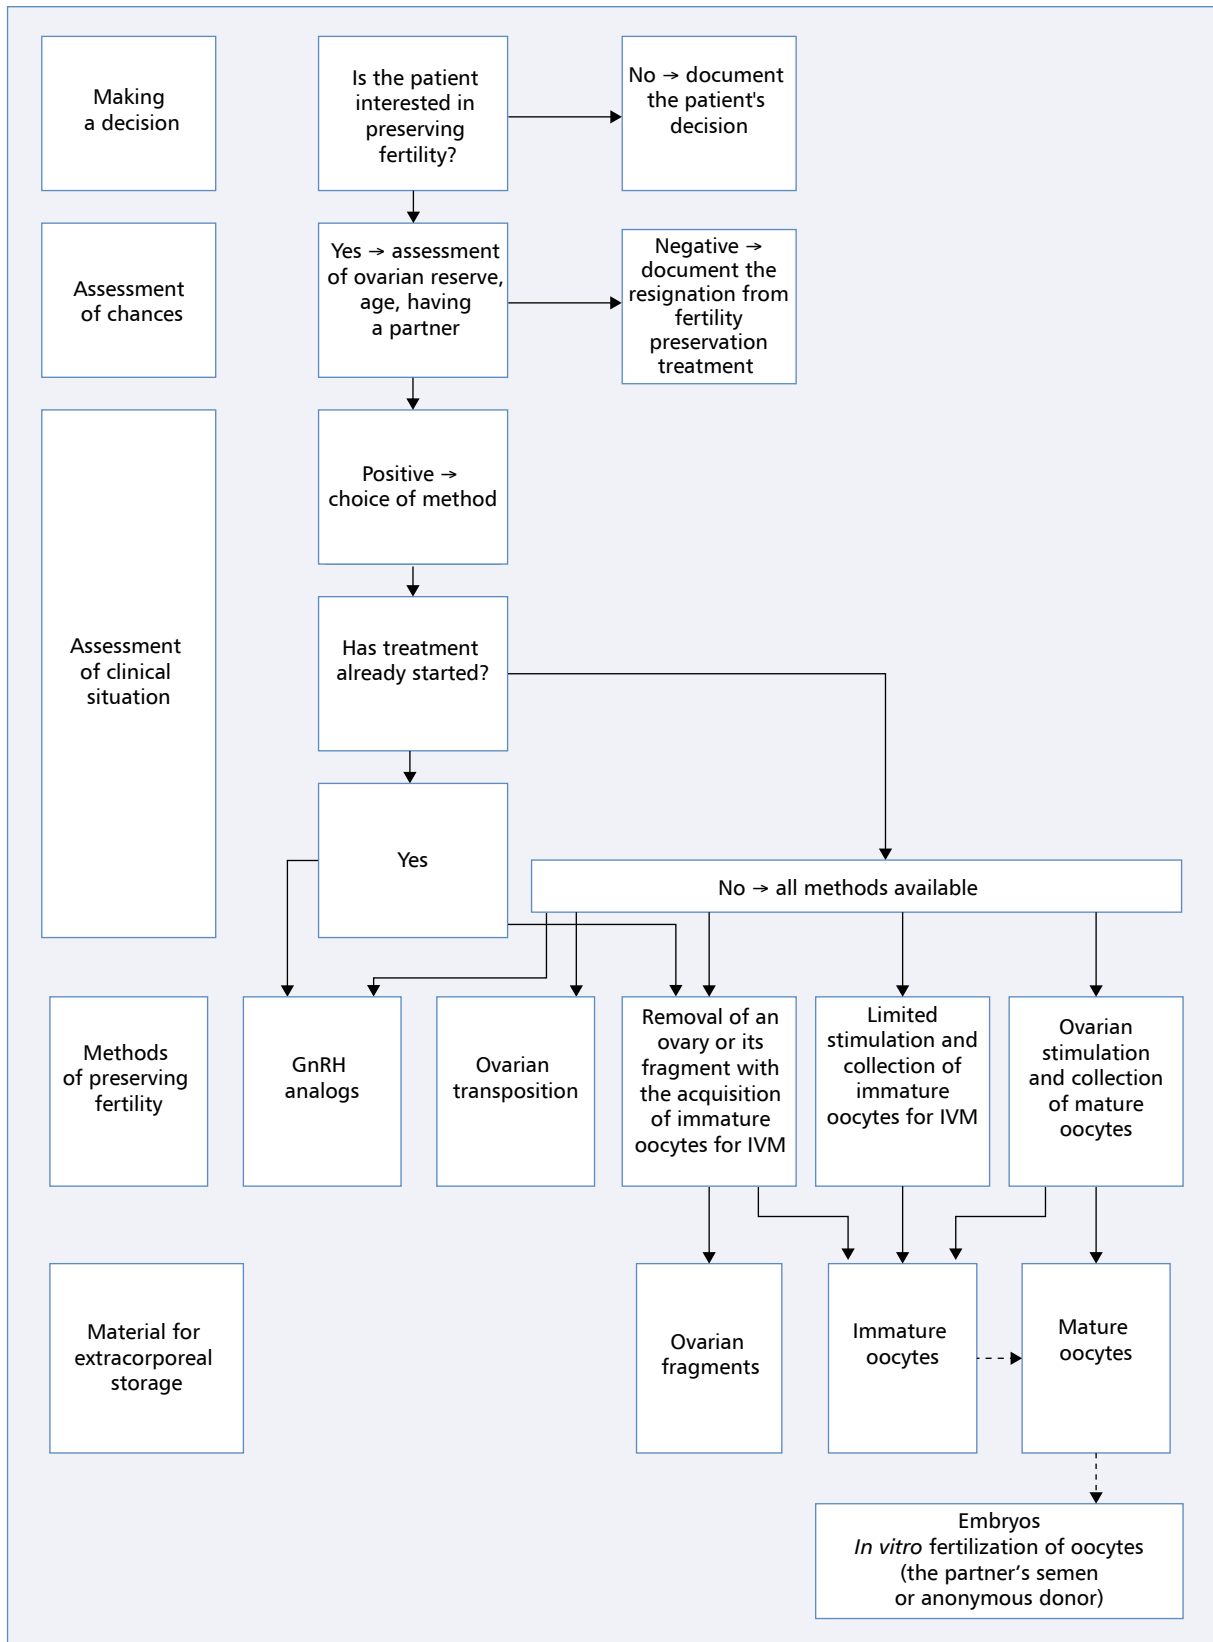 Making
a decision
Is the patient
interested in
preserving
fertility?
No → document
the patient's
decision
Assessment
of chances
Yes → assessment
of ovarian reserve,
age, having
a partner
Negative →
document the
resignation from
fertility
preservation
treatment
Assessment
of clinical
situation
Positive →
choice of method
Has treatment
already started?
Yes
No → all methods available
Methods
of preserving
fertility
GnRH
analogs
Ovarian
transposition
Removal of an
ovary or its
fragment with
the acquisition
of immature
oocytes for IVM
Limited
stimulation and
collection of
immature
oocytes for IVM
Ovarian
stimulation
and collection
of mature
oocytes
Material for
extracorporeal
storage
Ovarian
fragments
Immature
oocytes
Mature
oocytes
Embryos
In vitro fertilization of oocytes
(the partner’s semen
or anonymous donor)